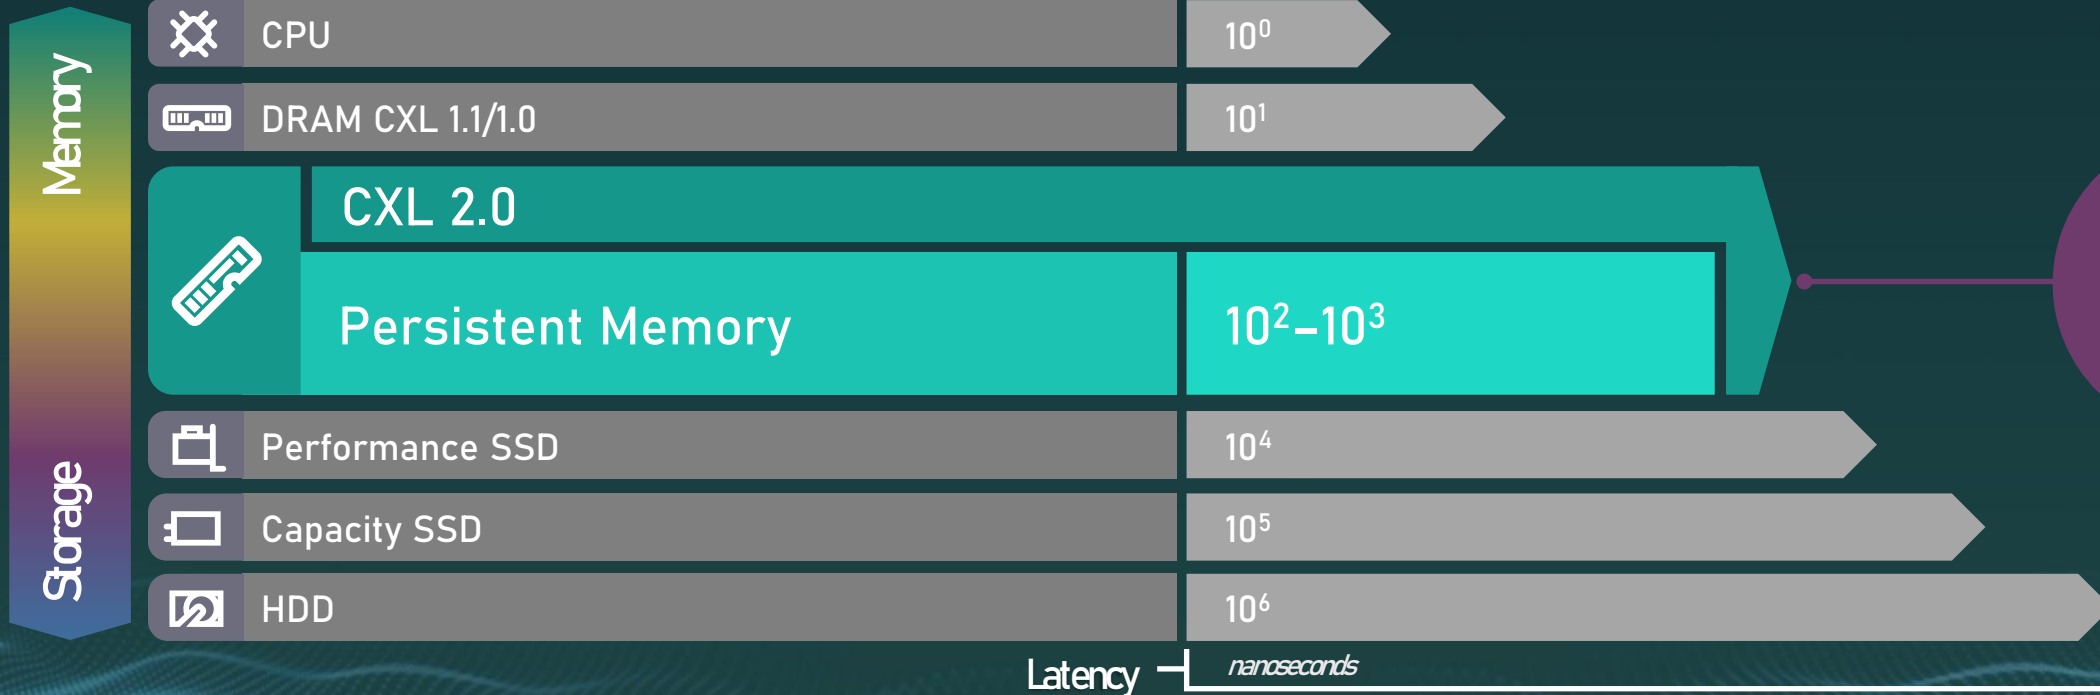 Memory
Storage
CPU 10⁰
DRAM CXL 1.1/1.0 10¹
CXL 2.0
Persistent Memory 10²–10³
Performance SSD 10⁴
Capacity SSD 10⁵
HDD 10⁶
Latency nanoseconds